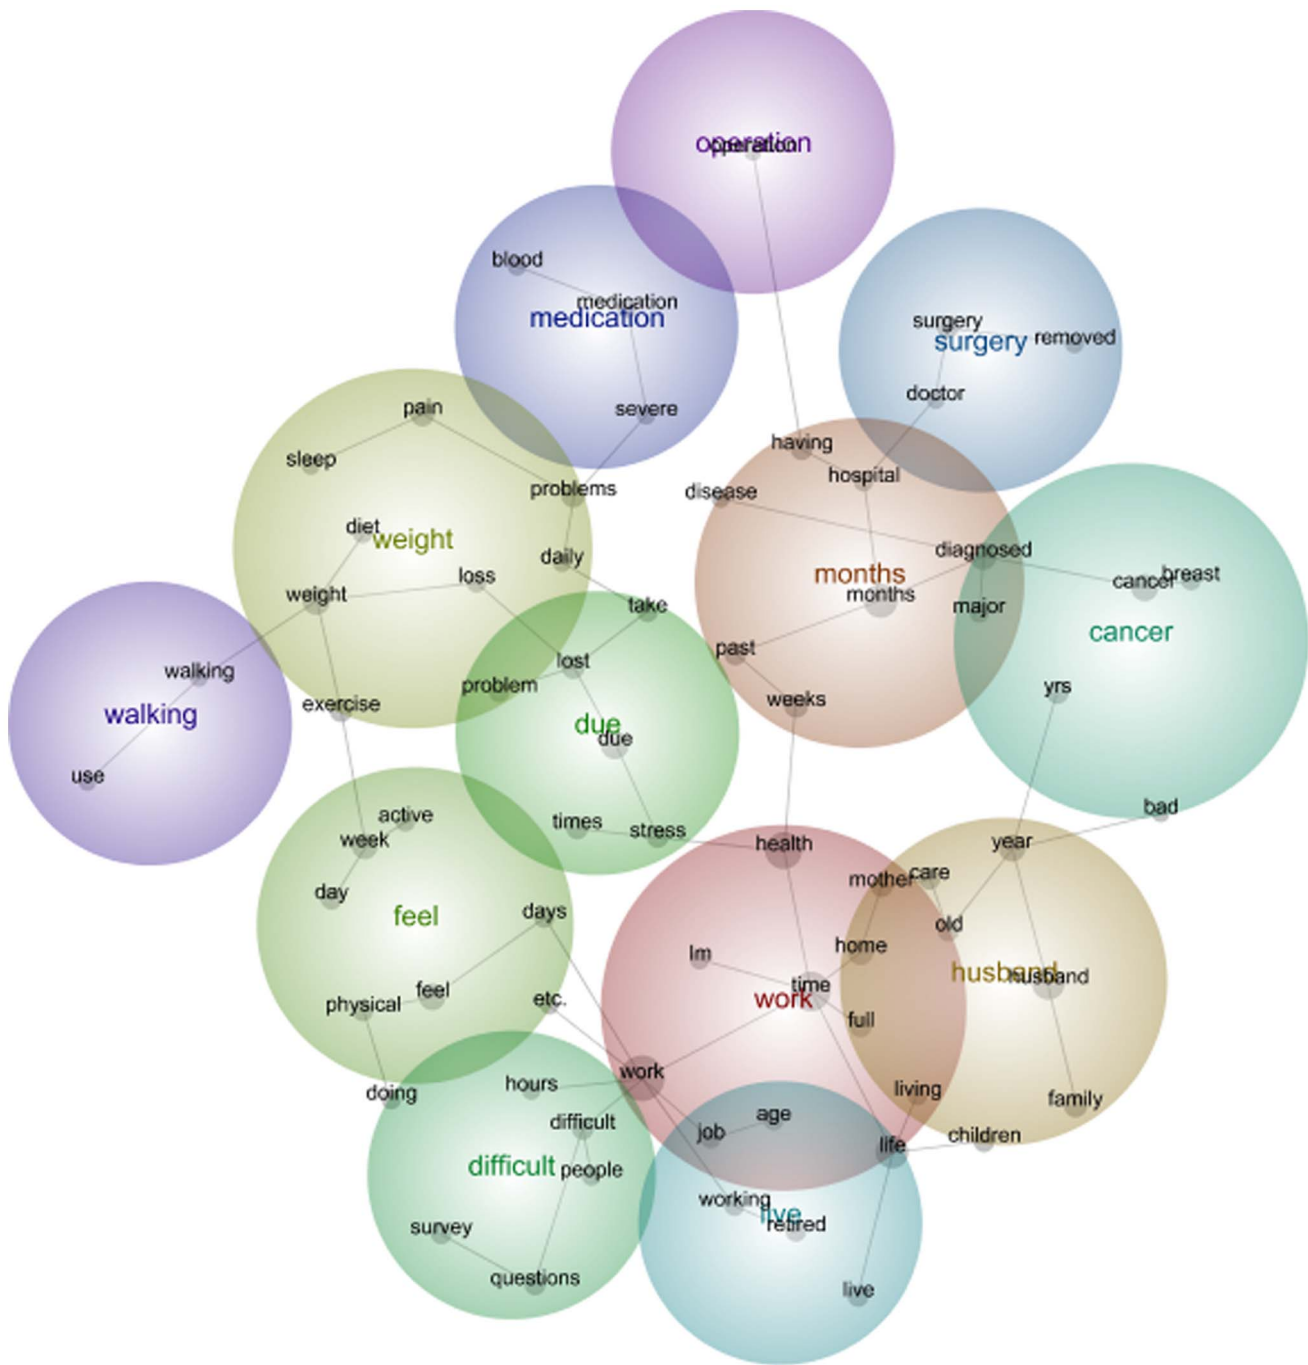 operation
operation
blood
medication
medication
surgery
removed
surgery
doctor
severe
pain
sleep
having
hospital
problems
disease
diet
weight
daily
diagnosed
loss
weight
months
months
cancer
breast
major
take
cancer
past
lost
walking
problem
yrs
weeks
exercise
walking
due
due
use
active
times
stress
bad
week
health
year
day
mother
care
feel
days
old
home
Im
feel
physical
etc.
time
work
full
husband
husband
work
hours
doing
living
family
age
difficult
job
life
children
difficult
people
working
live
retired
survey
questions
live